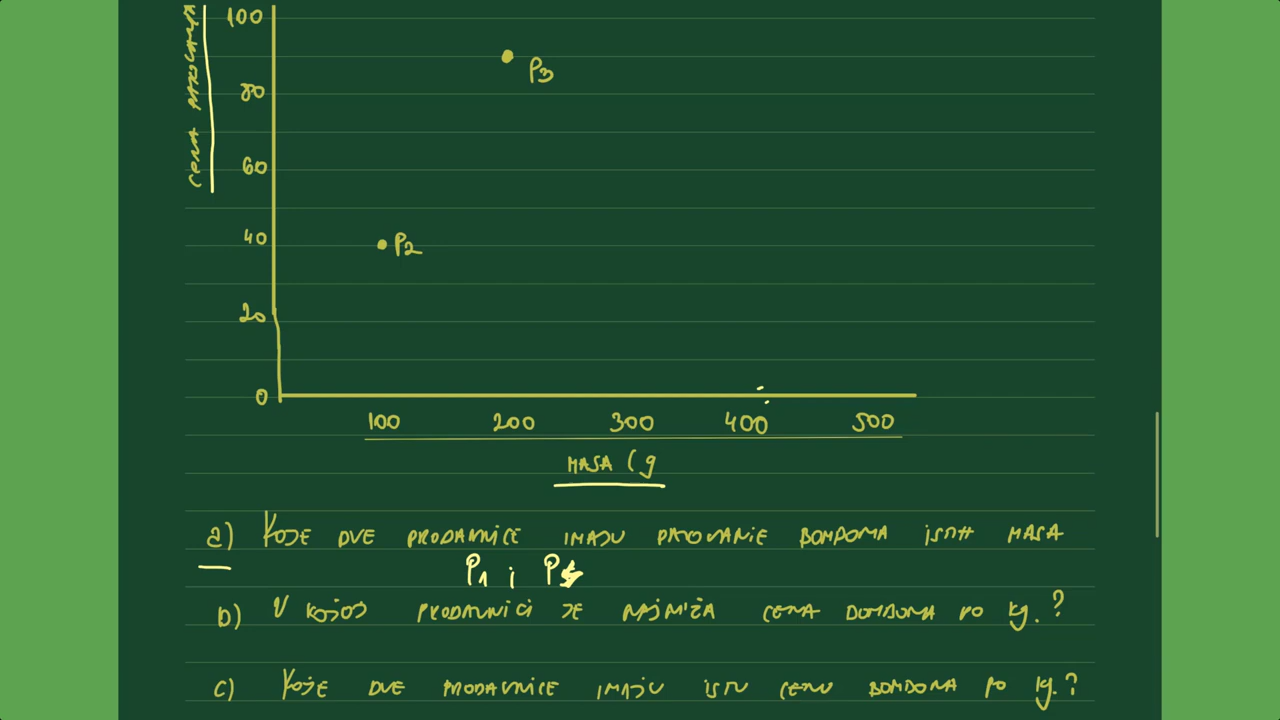 100
CENA PAKOVANJA
P3
80
60
40
P2
20
0
100 200 300 400 500
MASA (g
a) KOJE DVE PRODAVNICE IMAJU PAKOVANJE BOMBONA ISTIH MASA
P1 i
b) U KOJOJ PRODAVNICI JE NAJNIŽA CENA BOMBONA PO kg.?
c) KOJE DVE PRODAVNICE IMAJU ISTU CENU BOMBONA PO kg.?